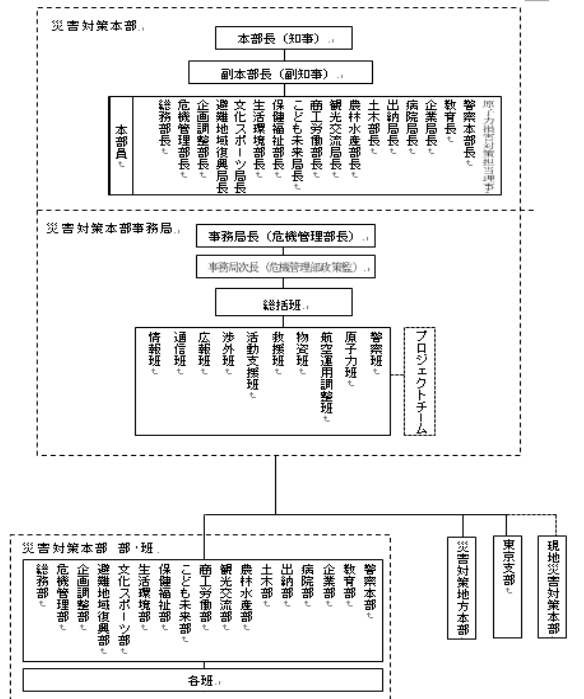 災害対策本部
本部長（知事）
副本部長（副知事）
本部員
総務部長
危機管理部長
企画調整部長
避難地域復興局長
文化スポーツ局長
生活環境部長
保健福祉部長
こども未来局長
商工労働部長
観光交流局長
農林水産部長
土木部長
出納局長
病院局長
企業局長
教育長
警察本部長
原子力損害対策担当理事
災害対策本部事務局
事務局長（危機管理部長）
事務局次長（危機管理部政策監）
総括班
情報班
通信班
広報班
渉外班
活動支援班
救援班
物資班
航空運用調整班
原子力班
警察班
プロジェクトチーム
災害対策本部 部・班
総務部
危機管理部
企画調整部
避難地域復興部
文化スポーツ部
生活環境部
保健福祉部
こども未来部
商工労働部
観光交流部
農林水産部
土木部
出納部
病院部
企業部
教育部
警察本部
各班
災害対策地方本部
東京支部
現地災害対策本部